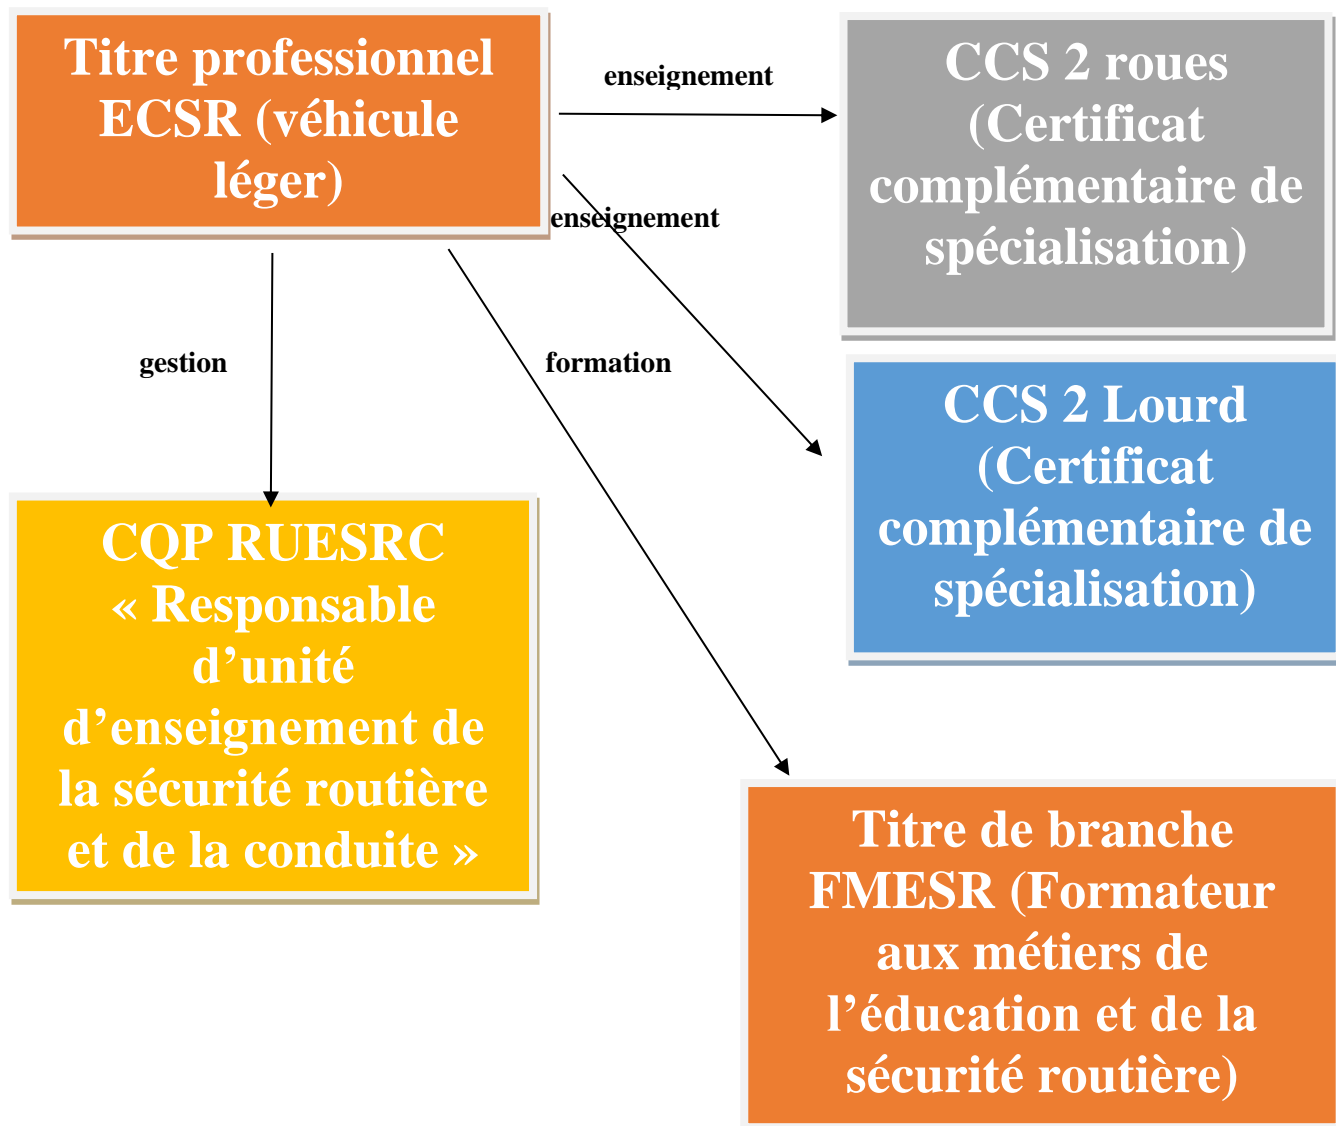 Titre professionnel
ECSR (véhicule
léger)
enseignement
CCS 2 roues
(Certificat
complémentaire de
spécialisation)
enseignement
gestion
formation
CCS 2 Lourd
(Certificat
complémentaire de
spécialisation)
CQP RUESRC
« Responsable
d’unité
d’enseignement de
la sécurité routière
et de la conduite »
Titre de branche
FMESR (Formateur
aux métiers de
l’éducation et de la
sécurité routière)